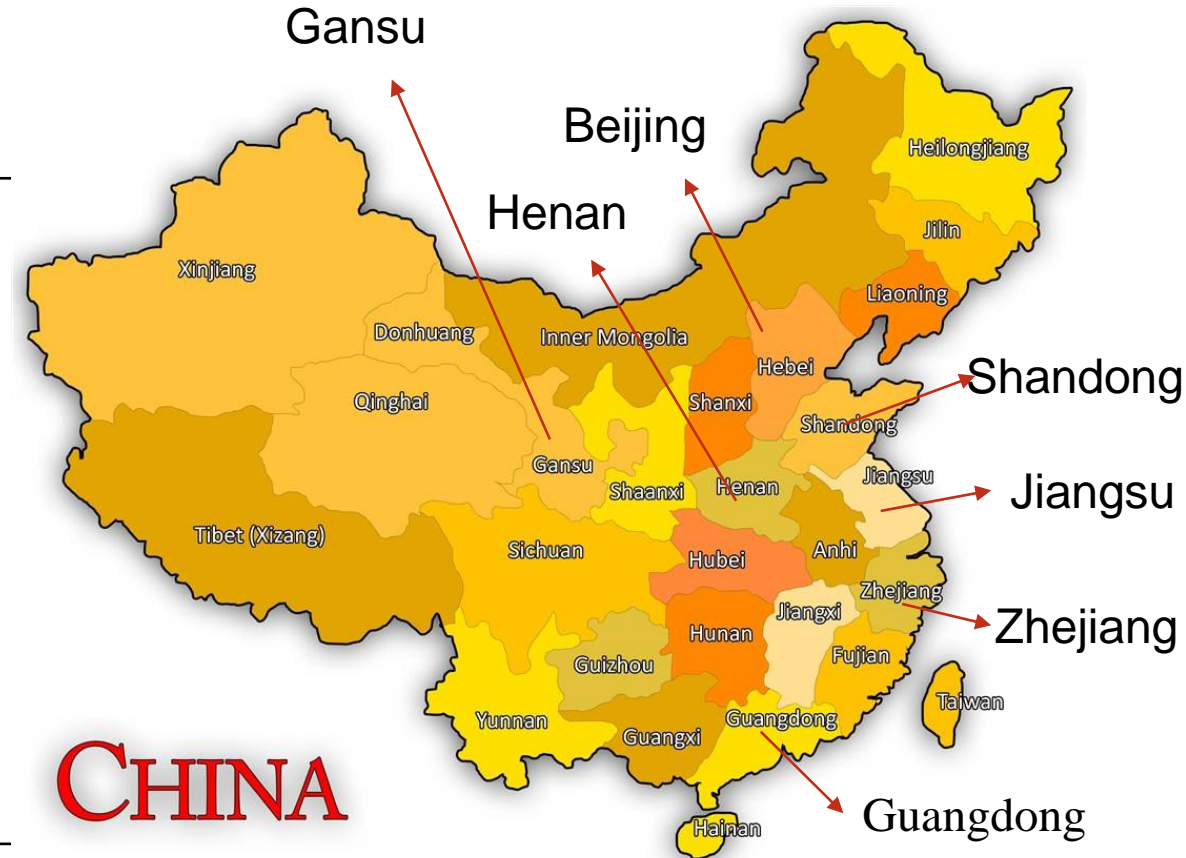 Gansu
Beijing
Henan
Heilongjiang
Jilin
Xinjiang
Liaoning
Donhuang
Inner Mongolia
Hebei
Shandong
Qinghai
Shanxi
Shandong
Gansu
Shaanxi
Henan
Jiangsu
Jiangsu
Tibet (Xizang)
Sichuan
Hubei
Anhi
Zhejiang
Jiangxi
Zhejiang
Hunan
Guizhou
Fujian
Taiwan
Yunnan
Guangxi
Guangdong
CHINA
Hainan
Guangdong